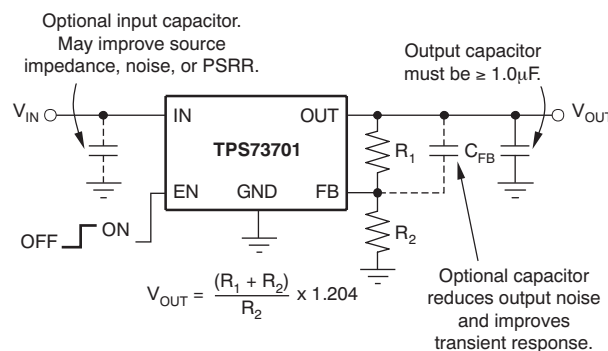 Optional input capacitor.
May improve source
impedance, noise, or PSRR.
Output capacitor
must be ≥ 1.0µF.
VIN
IN
OUT
VOUT
TPS73701
R1
CFB
EN
GND
FB
OFF
ON
R2
VOUT = (R1 + R2) / R2 x 1.204
Optional capacitor
reduces output noise
and improves
transient response.